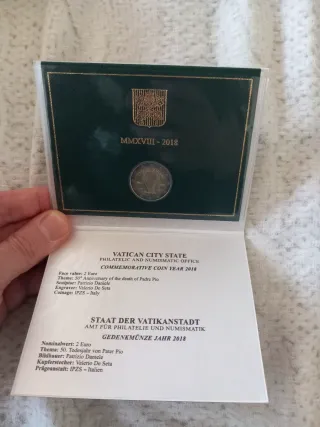 MMXVIII - 2018
VATICAN CITY STATE
PHILATELIC AND NUMISMATIC OFFICE
COMMEMORATIVE COIN YEAR 2018
Face value: 2 Euro
Theme: 50° Anniversary of the death of Padre Pio
Sculptor: Patrizio Daniele
Engraver: Valerio De Seta
Coinage: IPZS - Italy
STAAT DER VATIKANSTADT
AMT FÜR PHILATELIE UND NUMISMATIK
GEDENKMÜNZE JAHR 2018
Nominalwert: 2 Euro
Thema: 50. Todesjahr von Pater Pio
Bildhauer: Patrizio Daniele
Kupferstecher: Valerio De Seta
Prägeanstalt: IPZS - Italien